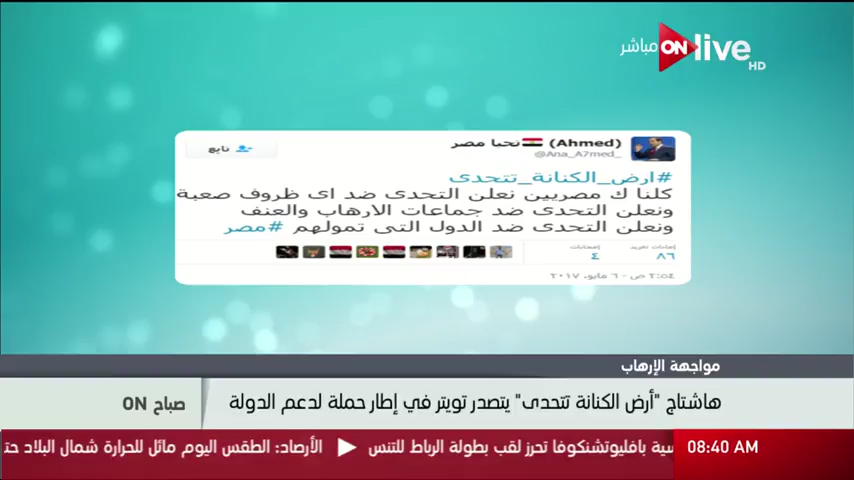 مباشر ON live
HD
(Ahmed) تحيا مصر
@Ana_A7med_
تابع
#ارض_الكنانة_تتحدى
كلنا ك مصريين نعلن التحدى ضد اى ظروف صعبة
ونعلن التحدى ضد جماعات الارهاب والعنف
ونعلن التحدى ضد الدول التى تمولهم #مصر
إعادات تغريد إعجابات
٨٦ ٤
٢:٥٤ ص - ٦ مايو، ٢٠١٧
مواجهة الإرهاب
هاشتاج "أرض الكنانة تتحدى" يتصدر تويتر في إطار حملة لدعم الدولة
صباح ON
08:40 AM
سية بافليوتشنكوفا تحرز لقب بطولة الرباط للتنس
الأرصاد: الطقس اليوم مائل للحرارة شمال البلاد حتـ